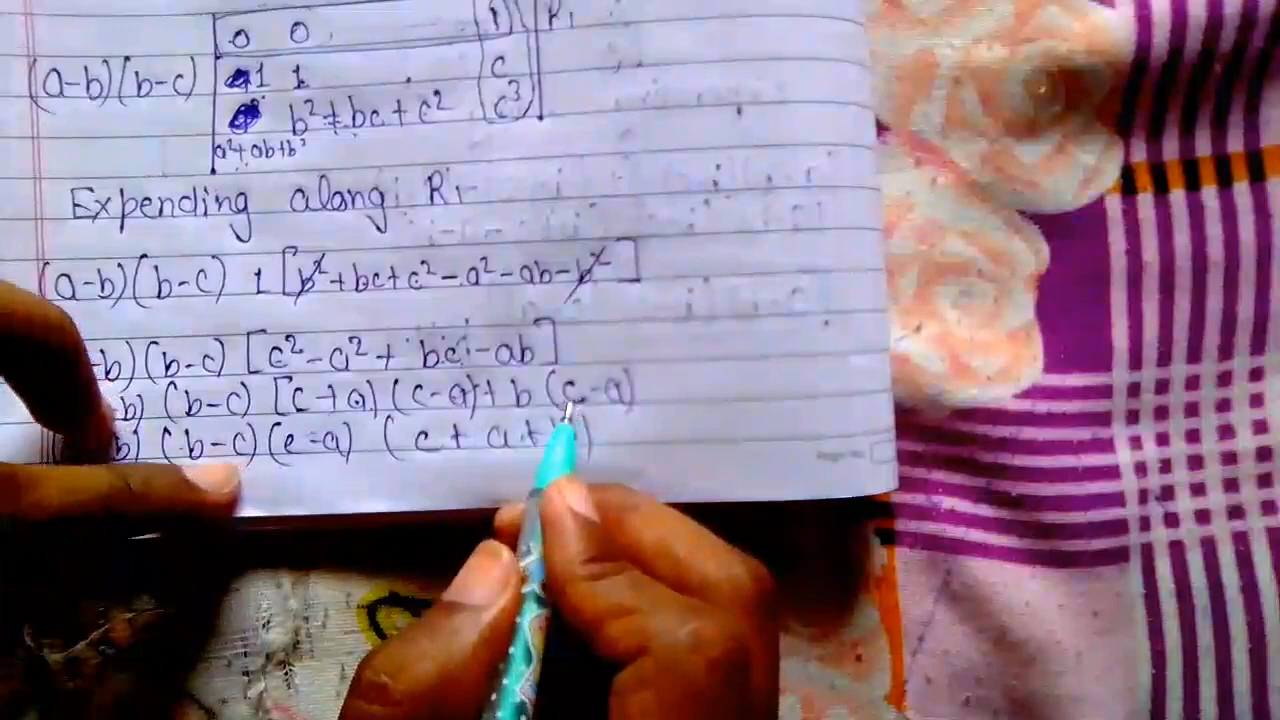 0 0 1 R₁
(a-b)(b-c) 1 1 c
b²+bc+c² c³
a²+ab+b²
Expending along R₁
(a-b)(b-c) 1 [b²+bc+c²-a²-ab-b²]
b)(b-c) [c²-a²+ bc-ab]
b) (b-c) [c+a) (c-a)+ b (c-a)
b) (b-c)(c-a) (c+a+ )